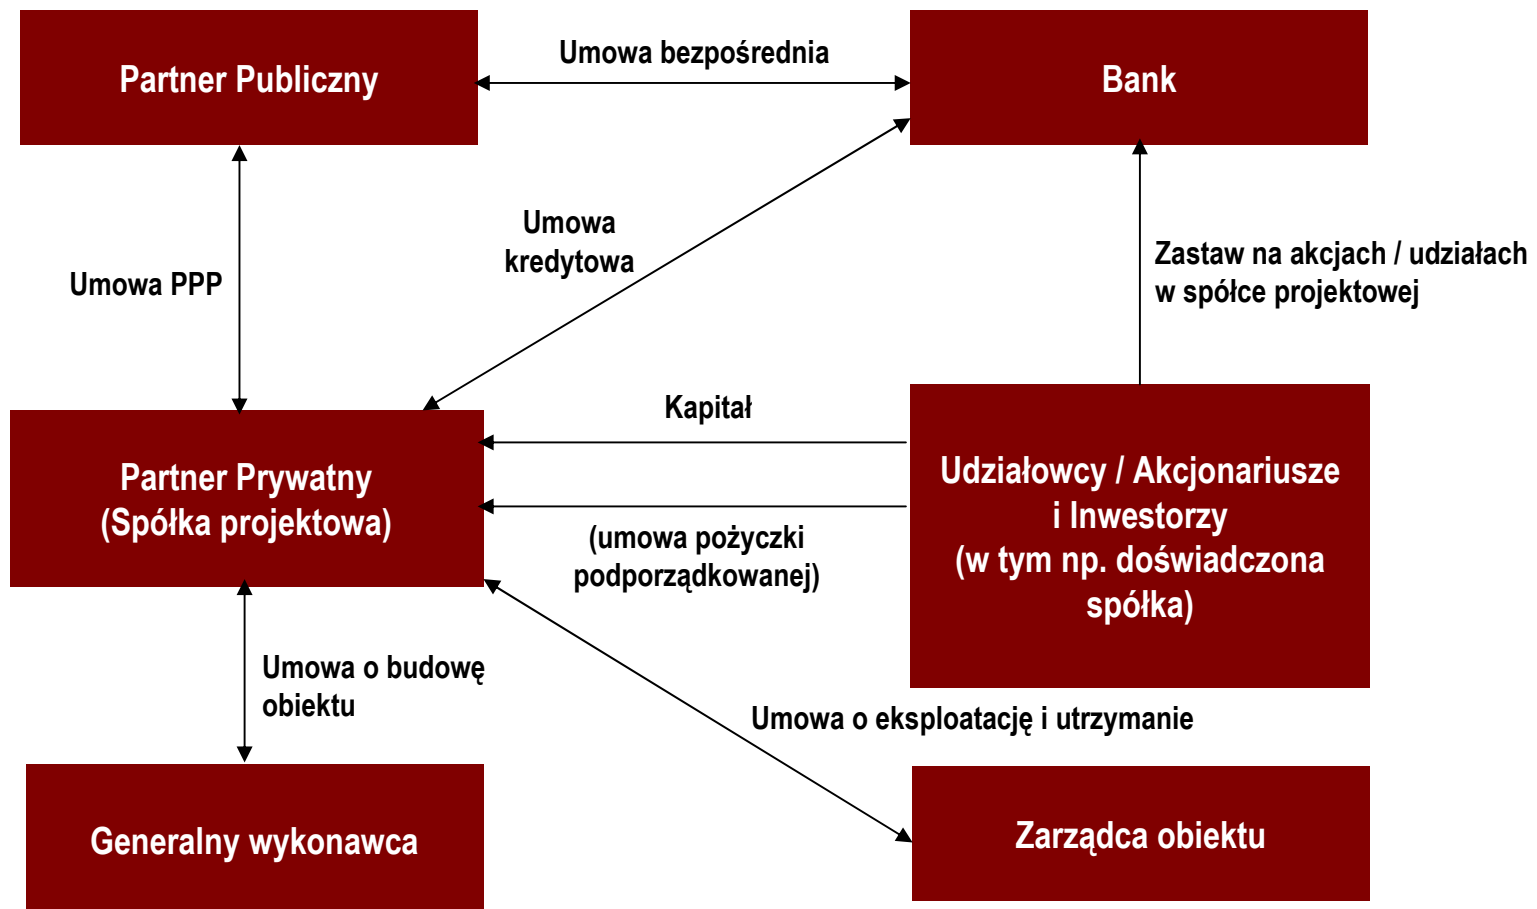 Partner Publiczny
Umowa bezpośrednia
Bank
Umowa
kredytowa
Umowa PPP
Zastaw na akcjach / udziałach
w spółce projektowej
Kapitał
Partner Prywatny
(Spółka projektowa)
(umowa pożyczki
podporządkowanej)
Udziałowcy / Akcjonariusze
i Inwestorzy
(w tym np. doświadczona
spółka)
Umowa o budowę
obiektu
Umowa o eksploatację i utrzymanie
Generalny wykonawca
Zarządca obiektu